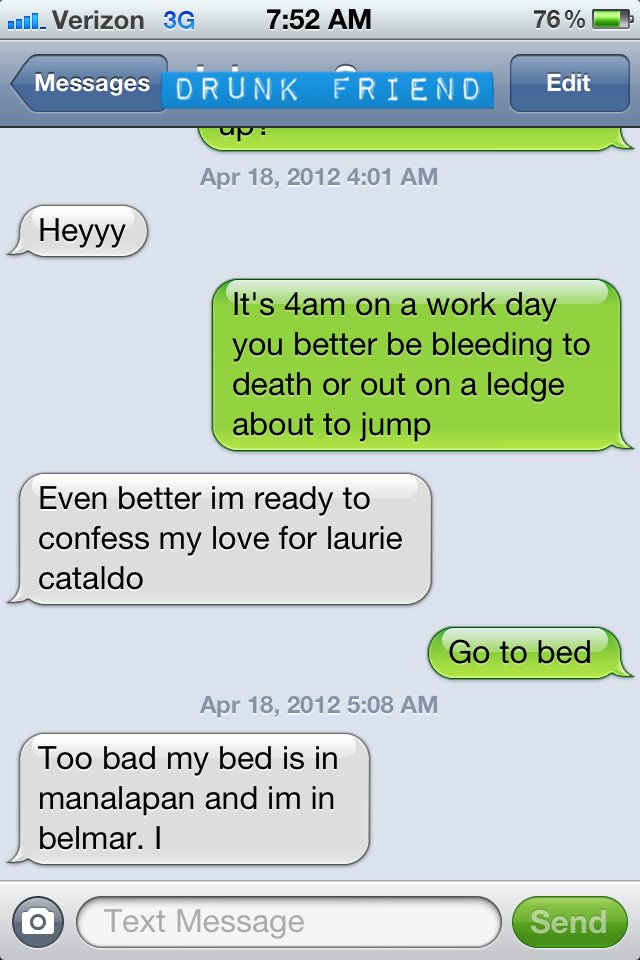 Verizon 3G 7:52 AM 76%
Messages DRUNK FRIEND Edit
up?
Apr 18, 2012 4:01 AM
Heyyy
It's 4am on a work day
you better be bleeding to
death or out on a ledge
about to jump
Even better im ready to
confess my love for laurie
cataldo
Go to bed
Apr 18, 2012 5:08 AM
Too bad my bed is in
manalapan and im in
belmar. I
Text Message
Send